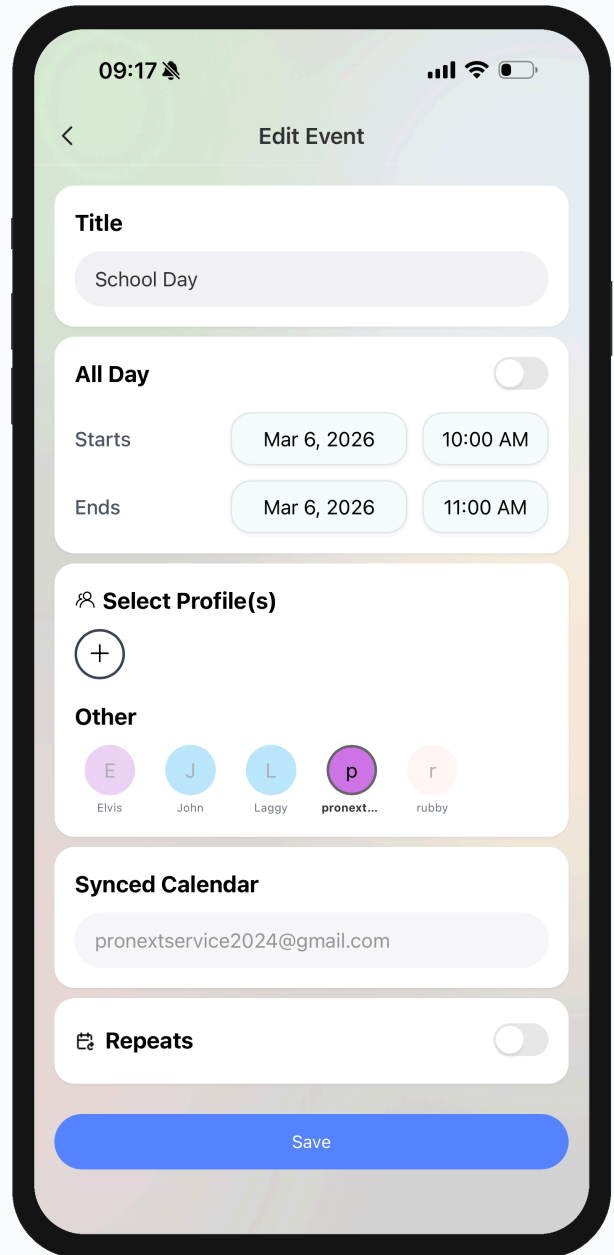 09:17
Edit Event
Title
School Day
All Day
Starts Mar 6, 2026 10:00 AM
Ends Mar 6, 2026 11:00 AM
Select Profile(s)
Other
E J L p r
Elvis John Laggy pronext... rubby
Synced Calendar
pronextservice2024@gmail.com
Repeats
Save